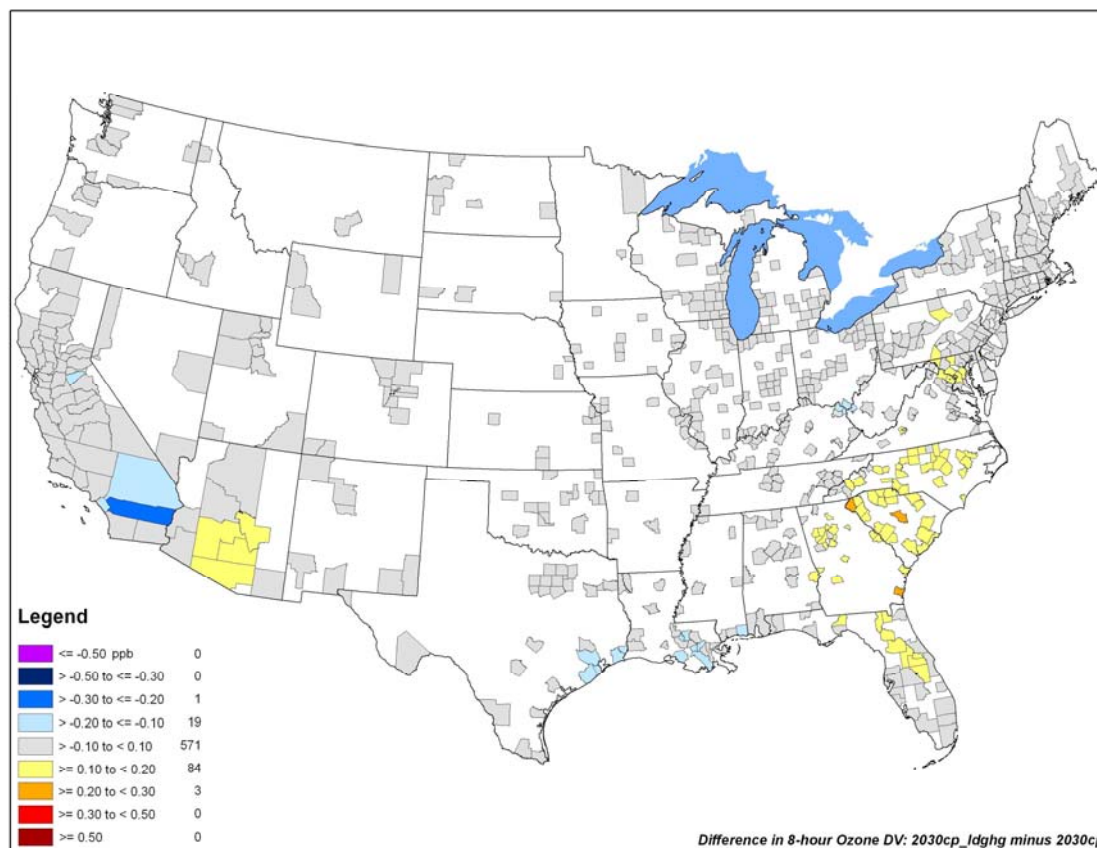 Legend
<= -0.50 ppb 0
> -0.50 to <= -0.30 0
> -0.30 to <= -0.20 1
> -0.20 to <= -0.10 19
> -0.10 to < 0.10 571
>= 0.10 to < 0.20 84
>= 0.20 to < 0.30 3
>= 0.30 to < 0.50 0
>= 0.50 0
Difference in 8-hour Ozone DV: 2030cp_ldghg minus 2030cp